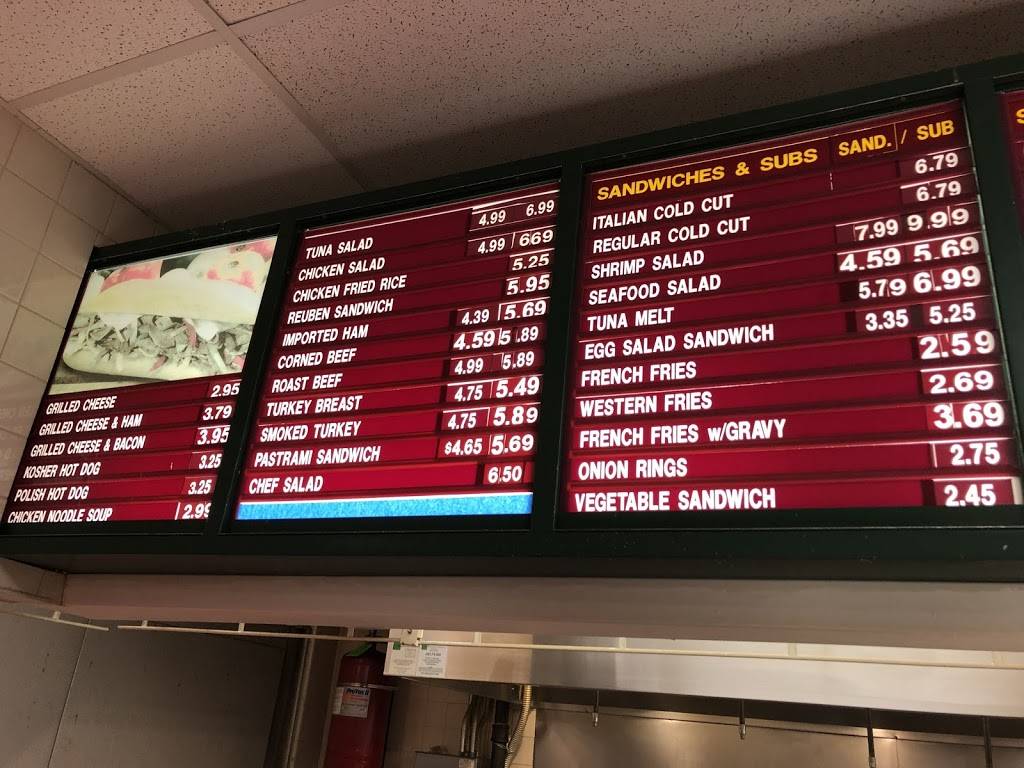 GRILLED CHEESE 2.95
GRILLED CHEESE & HAM 3.79
GRILLED CHEESE & BACON 3.95
KOSHER HOT DOG 3.25
POLISH HOT DOG 3.25
CHICKEN NOODLE SOUP 2.99
TUNA SALAD 4.99 6.99
CHICKEN SALAD 4.99 669
CHICKEN FRIED RICE 5.25
REUBEN SANDWICH 5.95
IMPORTED HAM 4.39 5.69
CORNED BEEF 4.59 5.89
ROAST BEEF 4.99 5.89
TURKEY BREAST 4.75 5.49
SMOKED TURKEY 4.75 5.89
PASTRAMI SANDWICH $4.65 5.69
CHEF SALAD 6.50
SANDWICHES & SUBS SAND. / SUB
ITALIAN COLD CUT 6.79
REGULAR COLD CUT 6.79
SHRIMP SALAD 7.99 9.99
SEAFOOD SALAD 4.59 5.69
TUNA MELT 5.79 6.99
EGG SALAD SANDWICH 3.35 5.25
FRENCH FRIES 2.59
WESTERN FRIES 2.69
FRENCH FRIES w/GRAVY 3.69
ONION RINGS 2.75
VEGETABLE SANDWICH 2.45